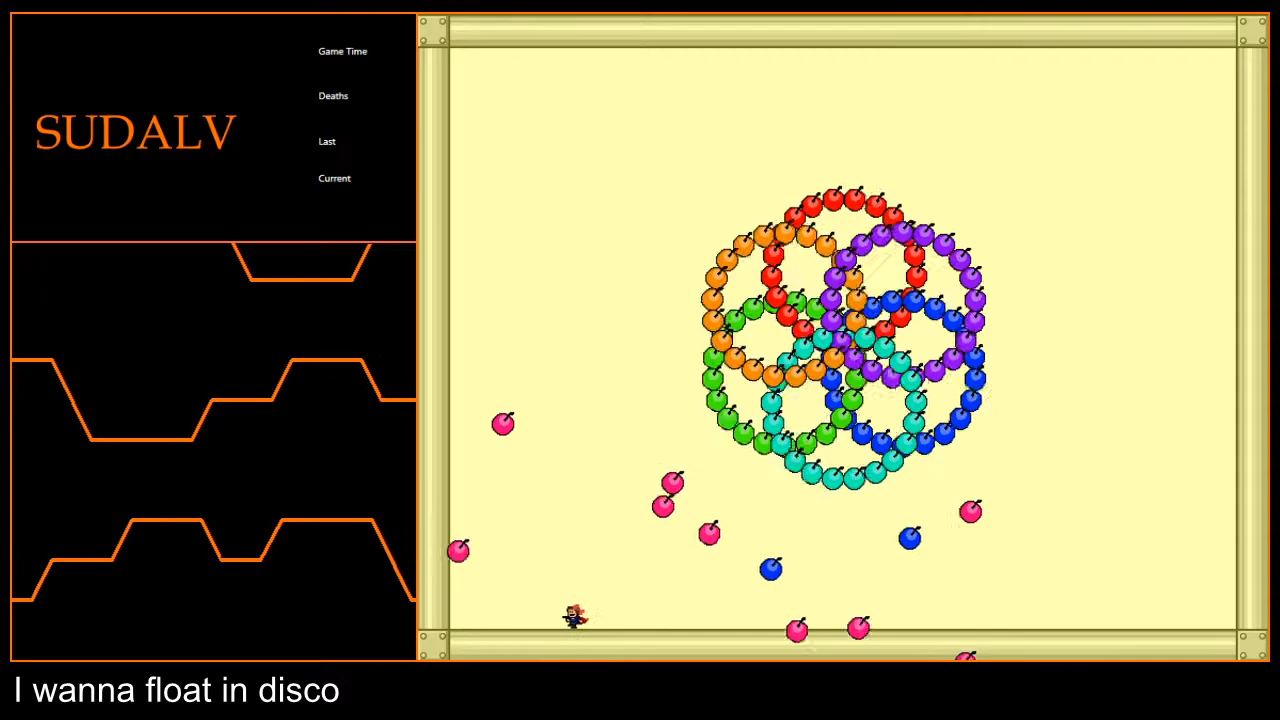 Game Time
Deaths
SUDALV
Last
Current
I wanna float in disco